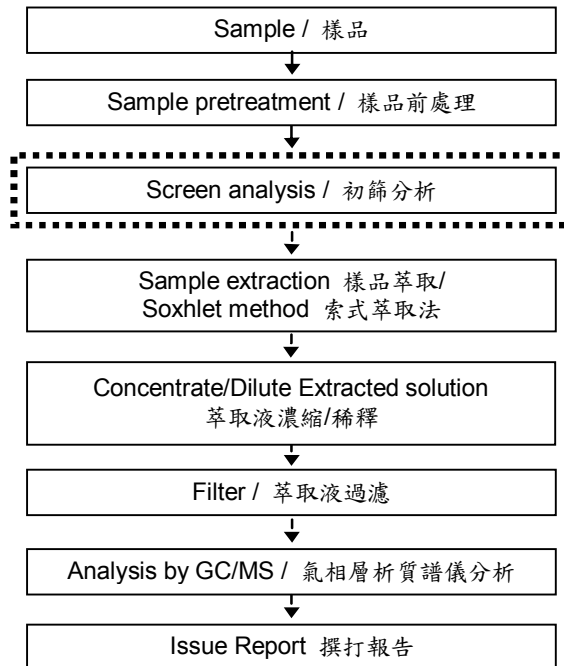 Sample / 樣品
Sample pretreatment / 樣品前處理
Screen analysis / 初篩分析
Sample extraction 樣品萃取/
Soxhlet method 索式萃取法
Concentrate/Dilute Extracted solution
萃取液濃縮/稀釋
Filter / 萃取液過濾
Analysis by GC/MS / 氣相層析質譜儀分析
Issue Report 撰打報告